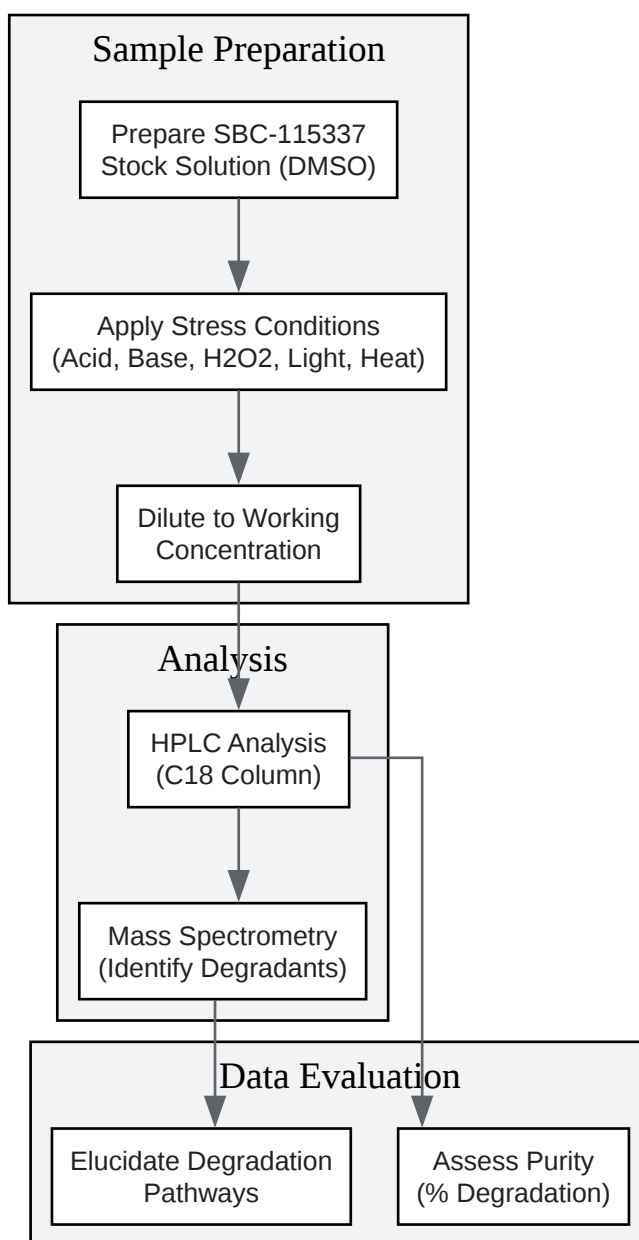 Sample Preparation
Prepare SBC-115337
Stock Solution (DMSO)
Apply Stress Conditions
(Acid, Base, H2O2, Light, Heat)
Dilute to Working
Concentration
Analysis
HPLC Analysis
(C18 Column)
Mass Spectrometry
(Identify Degradants)
Data Evaluation
Elucidate Degradation
Pathways
Assess Purity
(% Degradation)